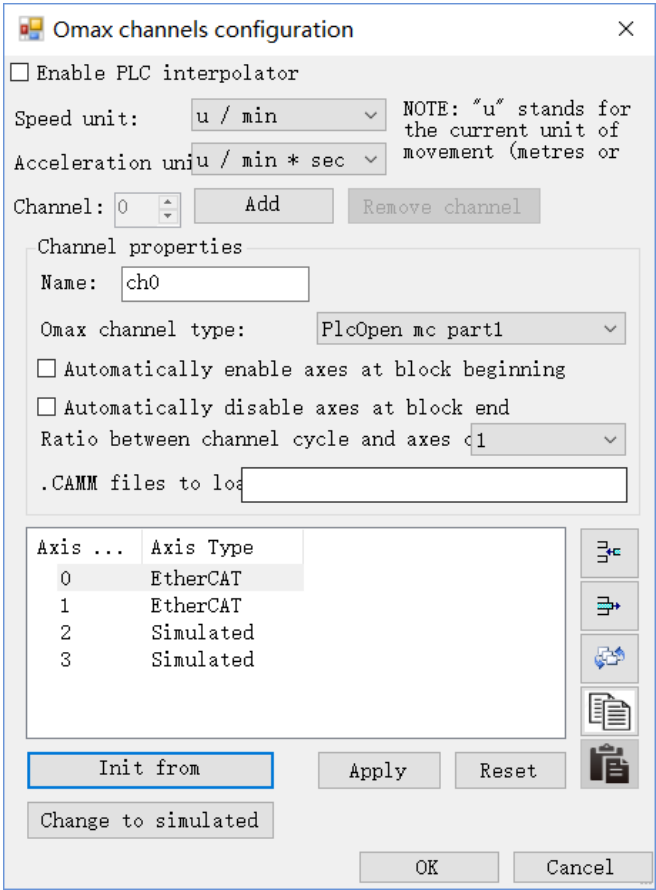 Omax channels configuration
Enable PLC interpolator
Speed unit: u / min
NOTE: "u" stands for
the current unit of
movement (metres or
Acceleration uni u / min * sec
Channel: 0 Add Remove channel
Channel properties
Name: ch0
Omax channel type: PlcOpen mc part1
Automatically enable axes at block beginning
Automatically disable axes at block end
Ratio between channel cycle and axes c 1
.CAMM files to loa
Axis ... Axis Type
0 EtherCAT
1 EtherCAT
2 Simulated
3 Simulated
Init from Apply Reset
Change to simulated
OK Cancel